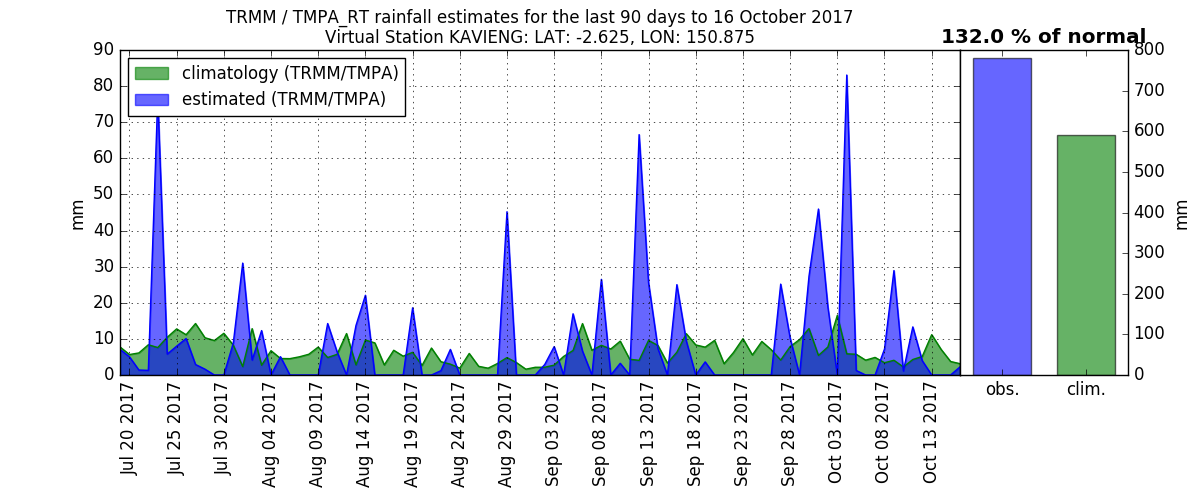 TRMM / TMPA_RT rainfall estimates for the last 90 days to 16 October 2017
Virtual Station KAVIENG: LAT: -2.625, LON: 150.875
132.0 % of normal
climatology (TRMM/TMPA)
estimated (TRMM/TMPA)
90
80
70
60
50
40
30
20
10
0
mm
Jul 20 2017
Jul 25 2017
Jul 30 2017
Aug 04 2017
Aug 09 2017
Aug 14 2017
Aug 19 2017
Aug 24 2017
Aug 29 2017
Sep 03 2017
Sep 08 2017
Sep 13 2017
Sep 18 2017
Sep 23 2017
Sep 28 2017
Oct 03 2017
Oct 08 2017
Oct 13 2017
obs.
clim.
800
700
600
500
400
300
200
100
0
mm